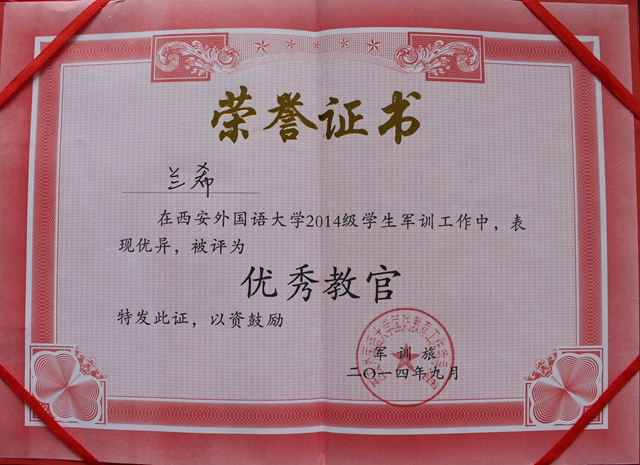 荣誉证书
兰希
在西安外国语大学2014级学生军训工作中，表
现优异，被评为
优秀教官
特发此证，以资鼓励
军训旅
二〇一四年九月